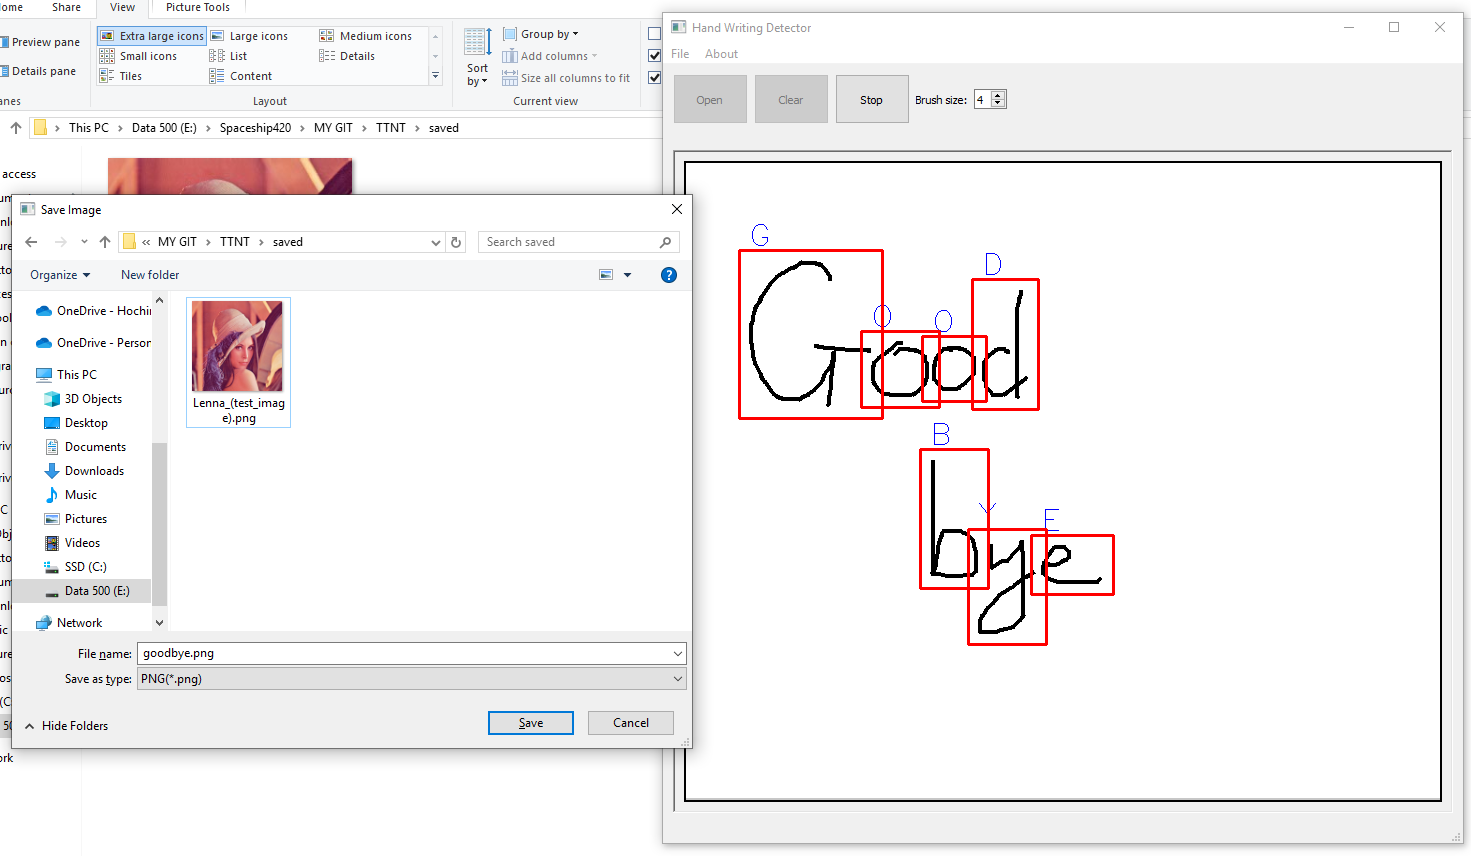 ome Share View Picture Tools
Preview pane
Details pane
anes
Extra large icons Large icons Medium icons
Small icons List Details
Tiles Content
Layout
Sort by
Group by
Add columns
Size all columns to fit
Current view
This PC > Data 500 (E:) > Spaceship420 > MY GIT > TTNT > saved
access
Save Image
« MY GIT > TTNT > saved
Search saved
Organize New folder
OneDrive - Hochin
OneDrive - Person
This PC
3D Objects
Desktop
Documents
Downloads
Music
Pictures
Videos
SSD (C:)
Data 500 (E:)
Network
Lenna_(test_imag
e).png
File name: goodbye.png
Save as type: PNG(*.png)
Hide Folders
Save Cancel
Hand Writing Detector
File About
Open Clear Stop Brush size: 4
G O O D
Good
B Y E
bye